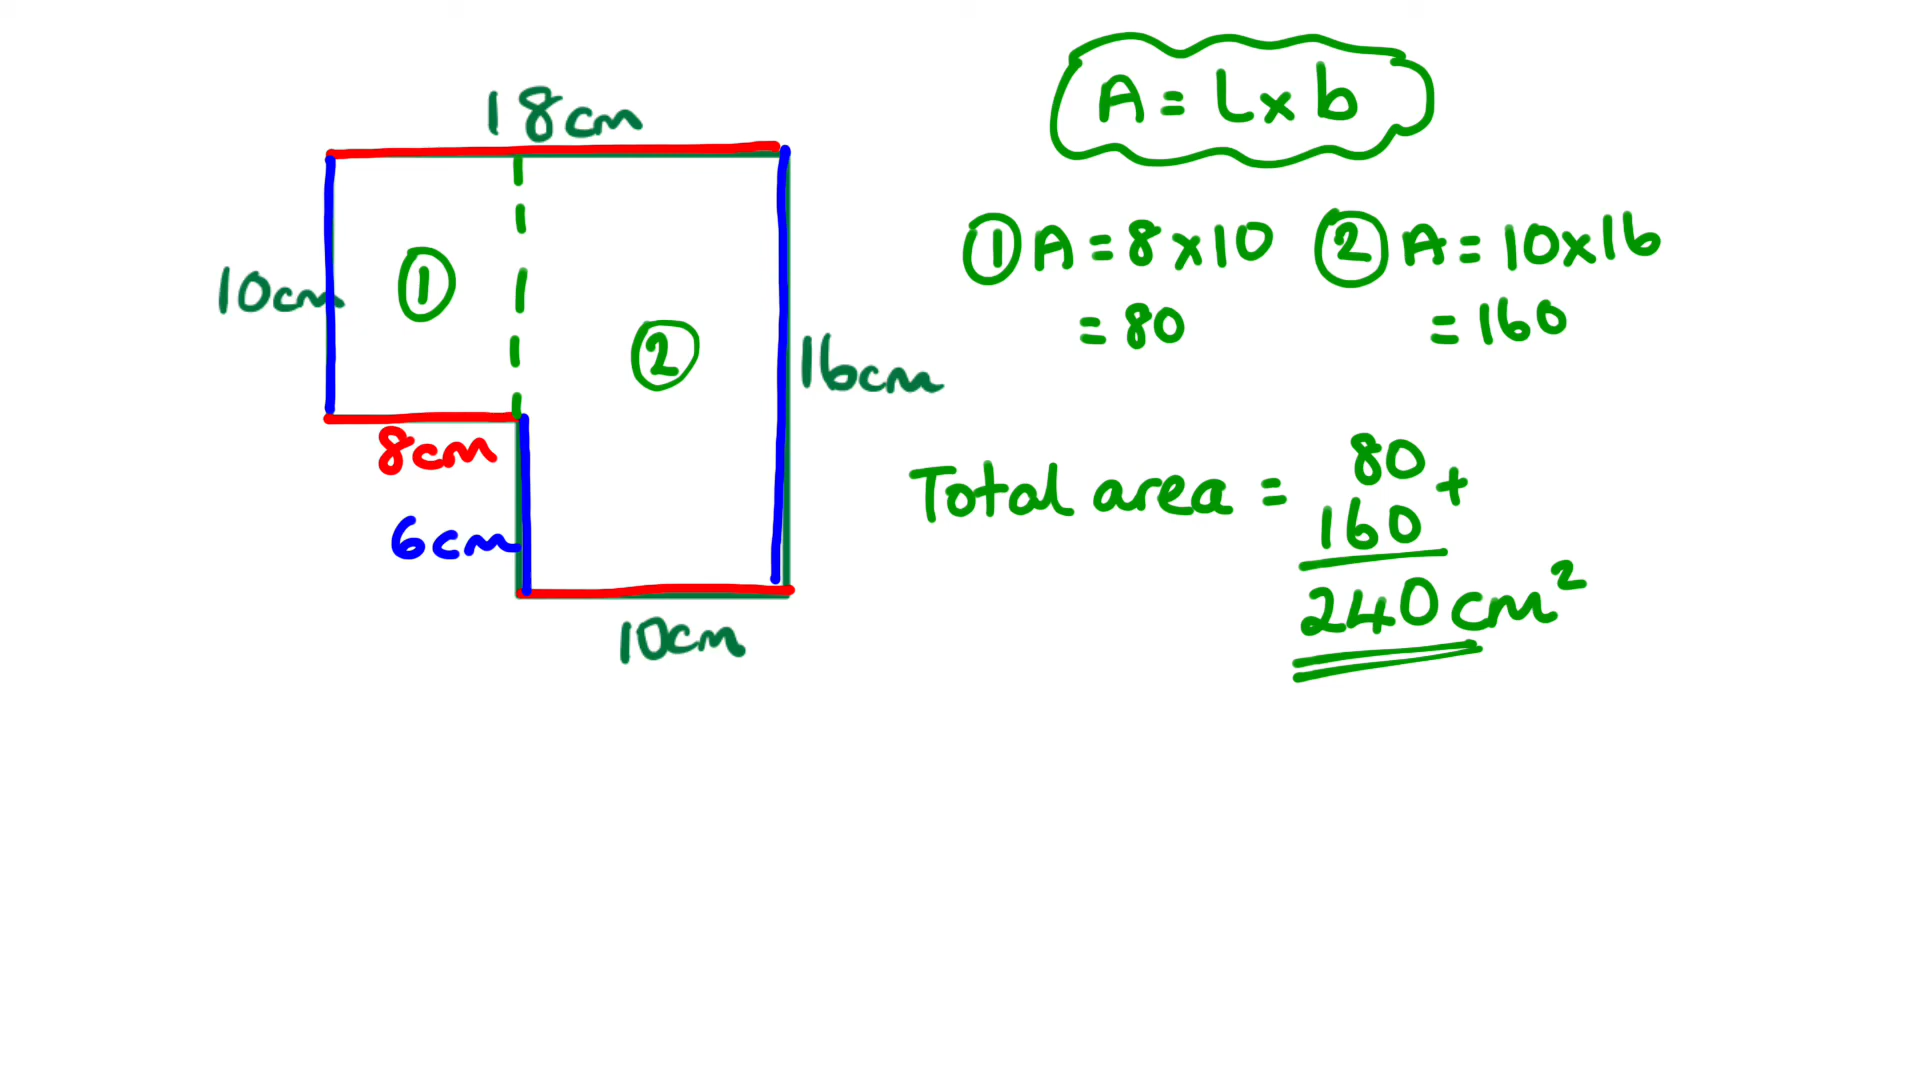 18cm
A = L x b
① A = 8 x 10
= 80
② A = 10 x 16
= 160
10cm
①
②
16cm
8cm
6cm
10cm
Total area = 80 +
160
240 cm²